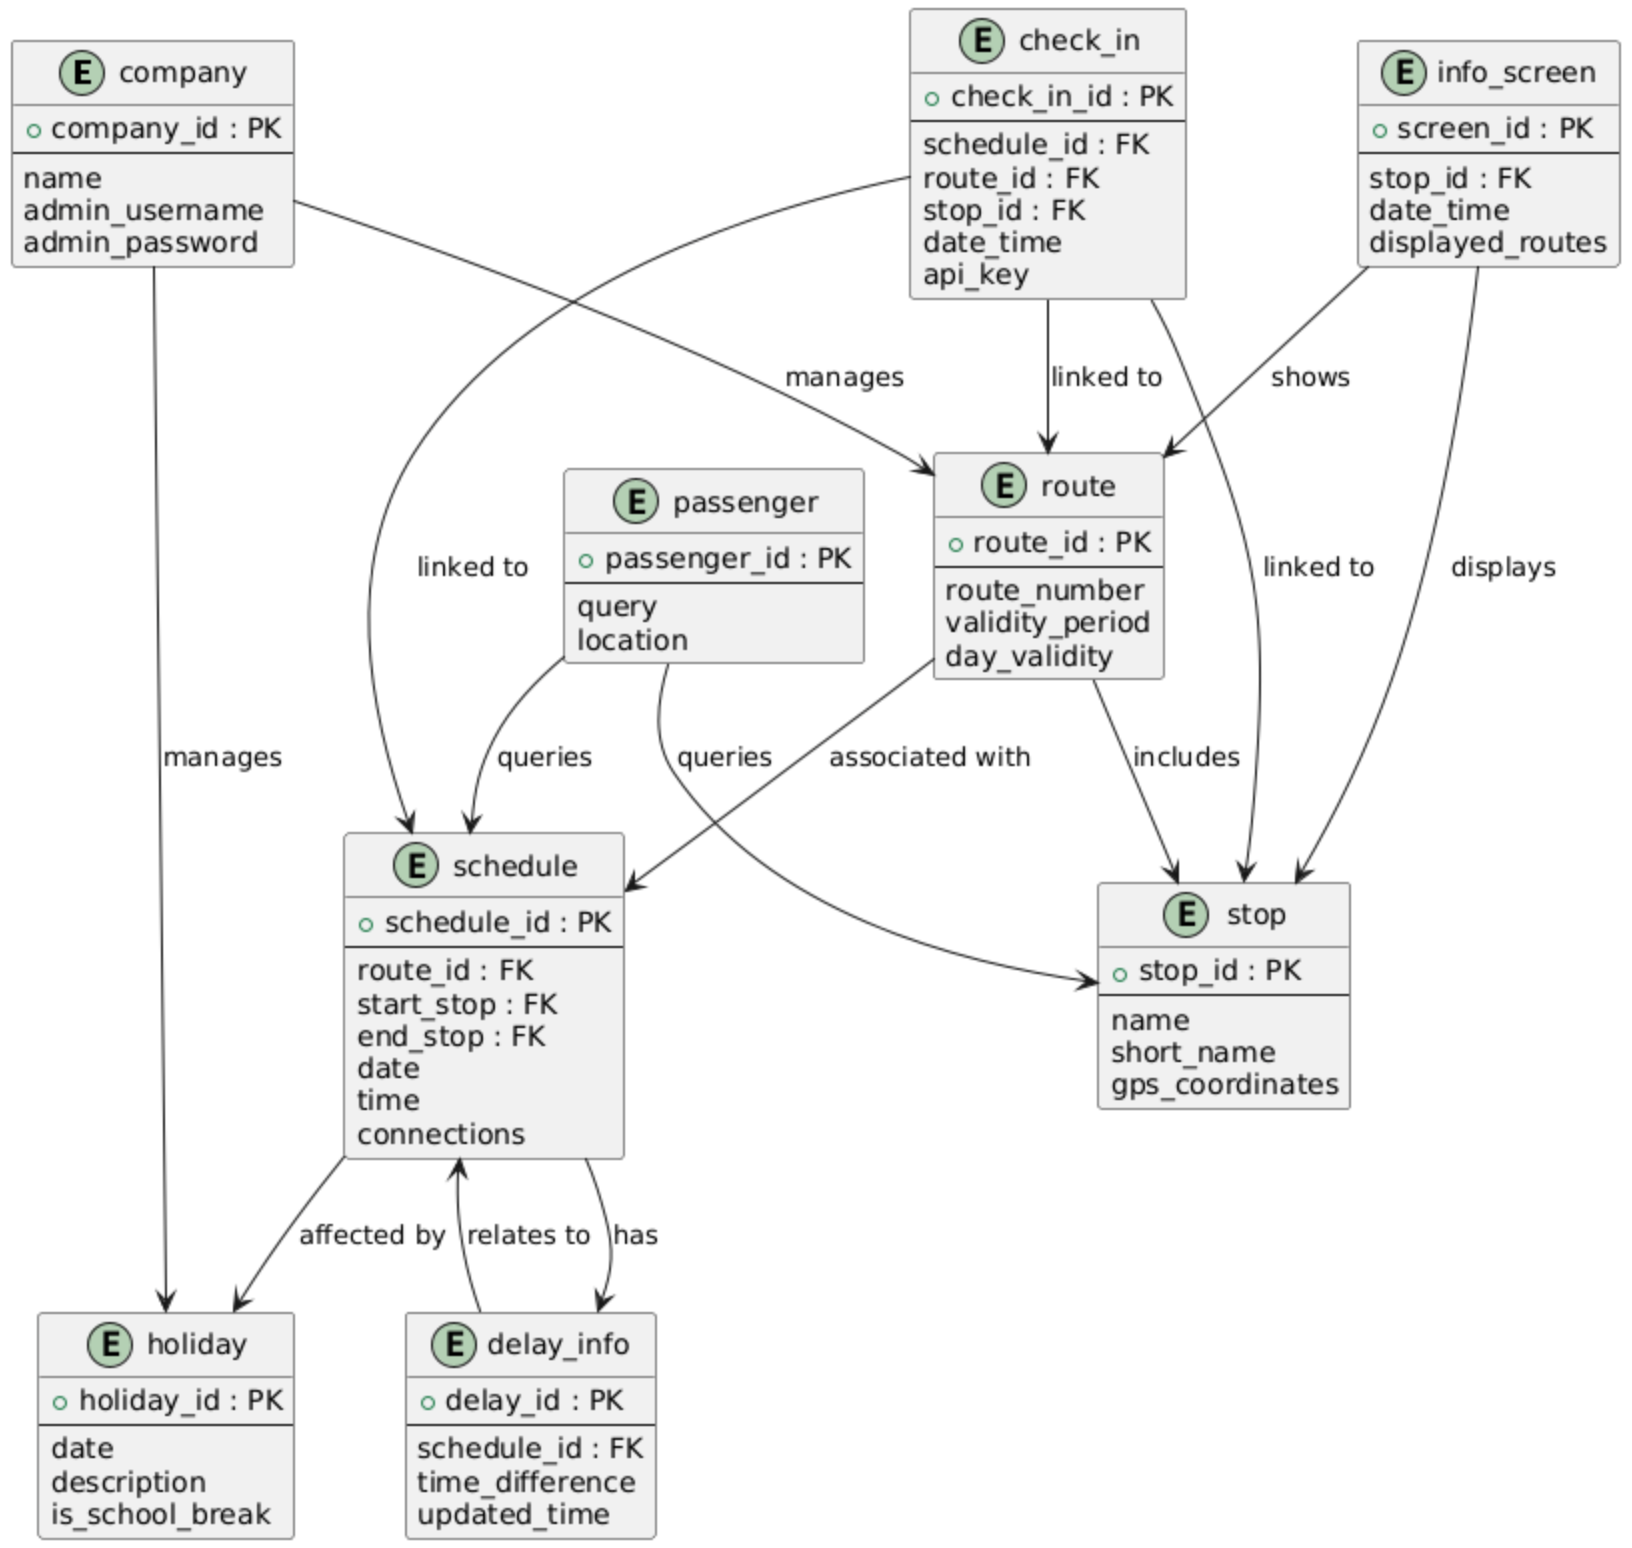 E company
company_id : PK
name
admin_username
admin_password
E check_in
check_in_id : PK
schedule_id : FK
route_id : FK
stop_id : FK
date_time
api_key
E info_screen
screen_id : PK
stop_id : FK
date_time
displayed_routes
manages
linked to
shows
E passenger
passenger_id : PK
query
location
E route
route_id : PK
route_number
validity_period
day_validity
linked to
linked to
displays
manages
queries
queries
associated with
includes
E schedule
schedule_id : PK
route_id : FK
start_stop : FK
end_stop : FK
date
time
connections
E stop
stop_id : PK
name
short_name
gps_coordinates
affected by
relates to
has
E holiday
holiday_id : PK
date
description
is_school_break
E delay_info
delay_id : PK
schedule_id : FK
time_difference
updated_time